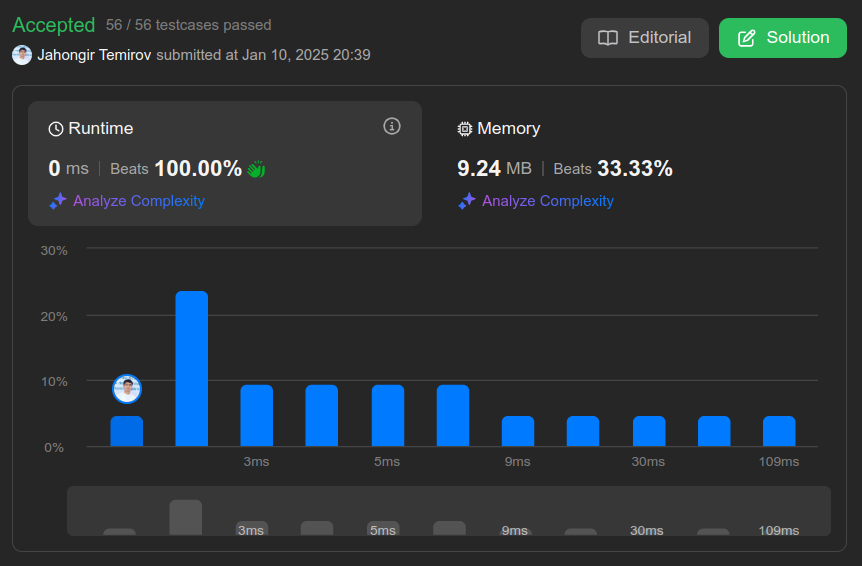 Accepted 56 / 56 testcases passed
Jahongir Temirov submitted at Jan 10, 2025 20:39
Editorial
Solution
Runtime
0 ms | Beats 100.00%
Analyze Complexity
Memory
9.24 MB | Beats 33.33%
Analyze Complexity
30%
20%
10%
0%
3ms 5ms 9ms 30ms 109ms
3ms 5ms 9ms 30ms 109ms